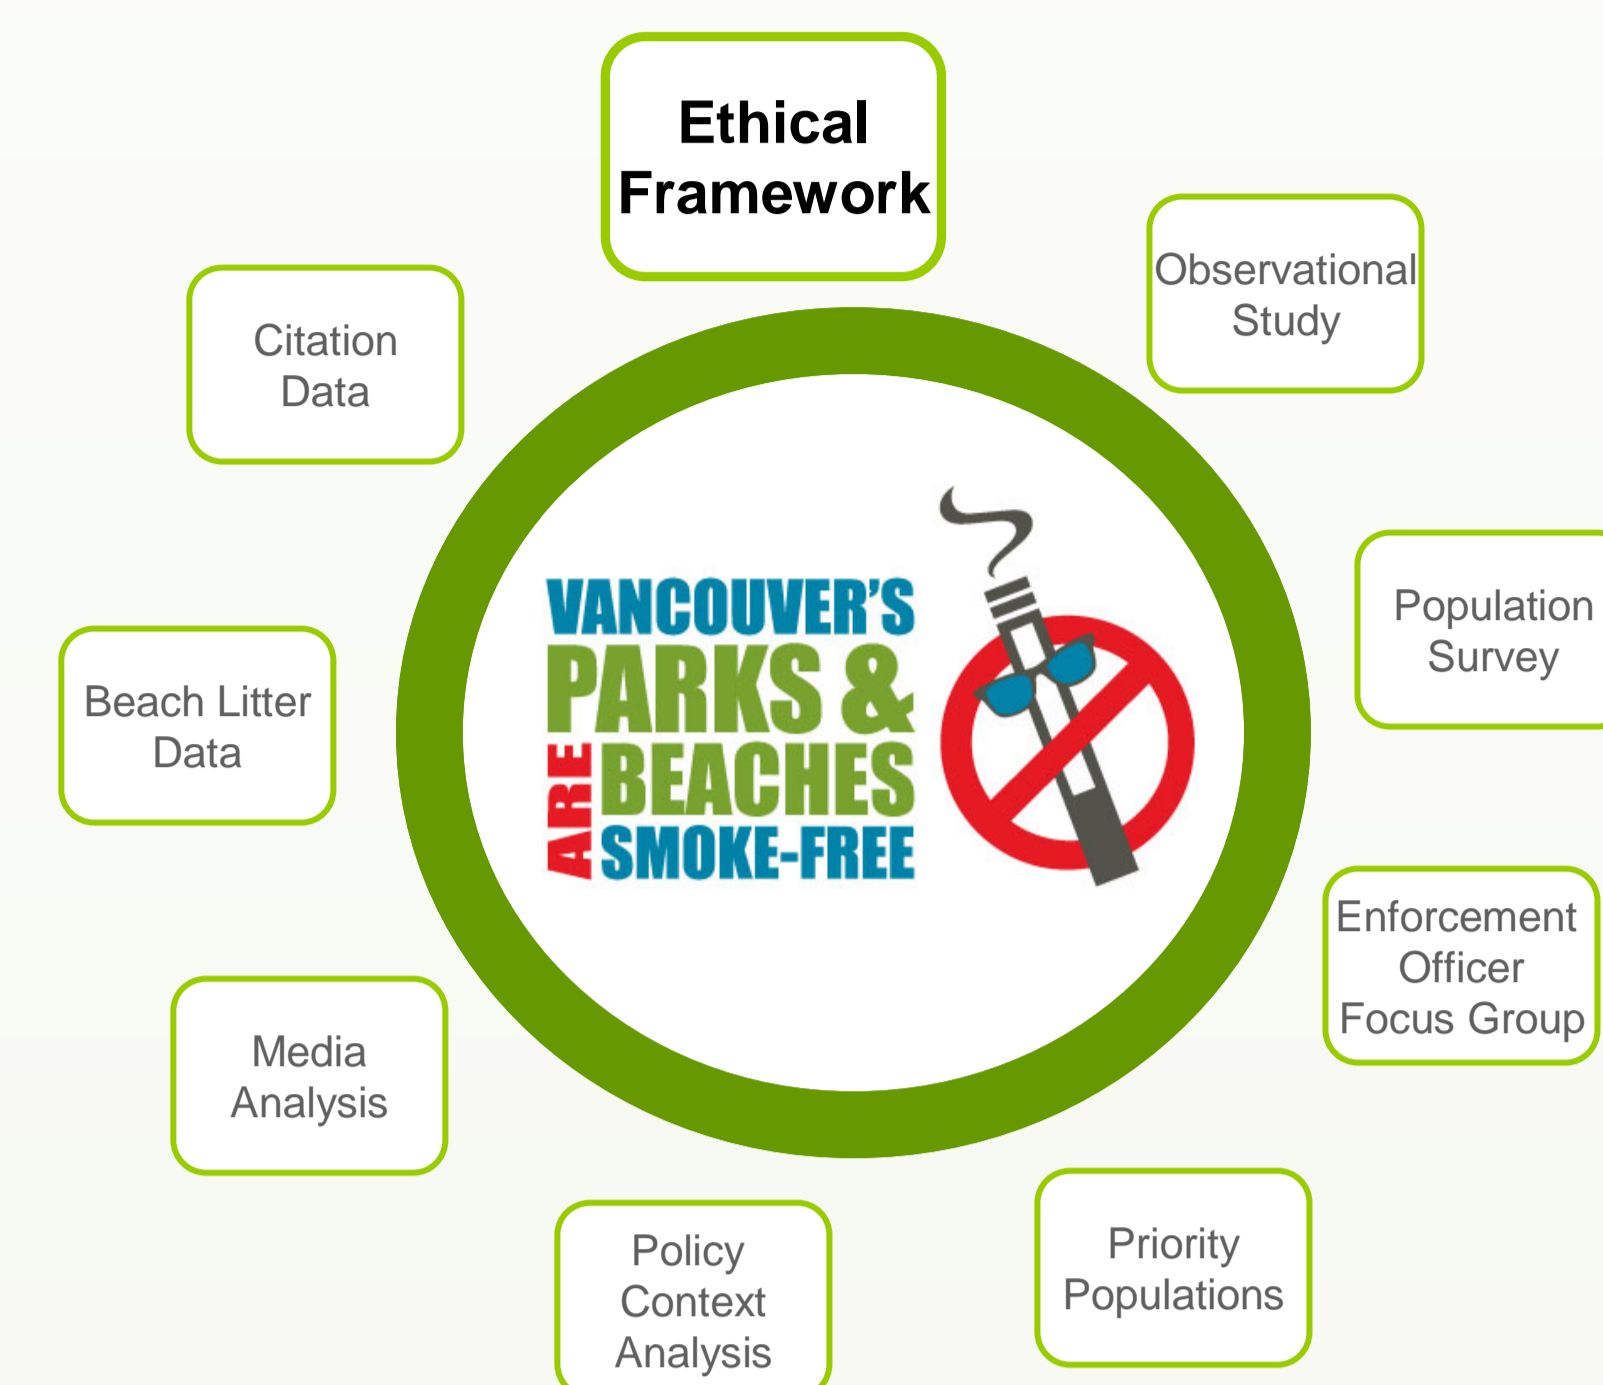 Ethical
Framework
Observational
Study
Citation
Data
Population
Survey
VANCOUVER'S
PARKS &
ARE
BEACHES
SMOKE-FREE
Beach Litter
Data
Enforcement
Officer
Focus Group
Media
Analysis
Priority
Populations
Policy
Context
Analysis